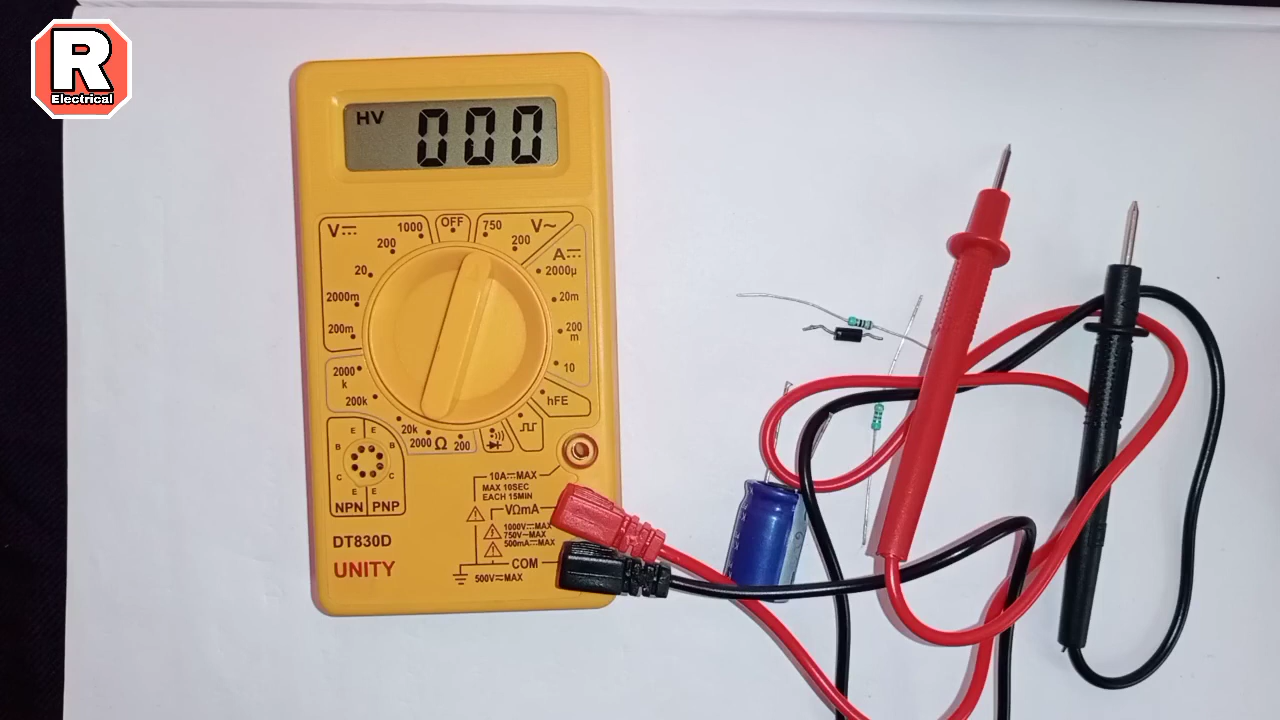 R
Electrical
HV 000
V⎓ 1000 OFF 750 V~
200 200
A⎓
20 2000µ
2000m 20m
200m 200
m
2000 10
k
200k hFE
20k
2000 Ω 200
E E
B B
C C
E E
NPN PNP
10A⎓MAX
MAX 10SEC
EACH 15MIN
VΩmA
1000V⎓MAX
750V~MAX
500mA⎓MAX
COM
500V⎓MAX
DT830D
UNITY